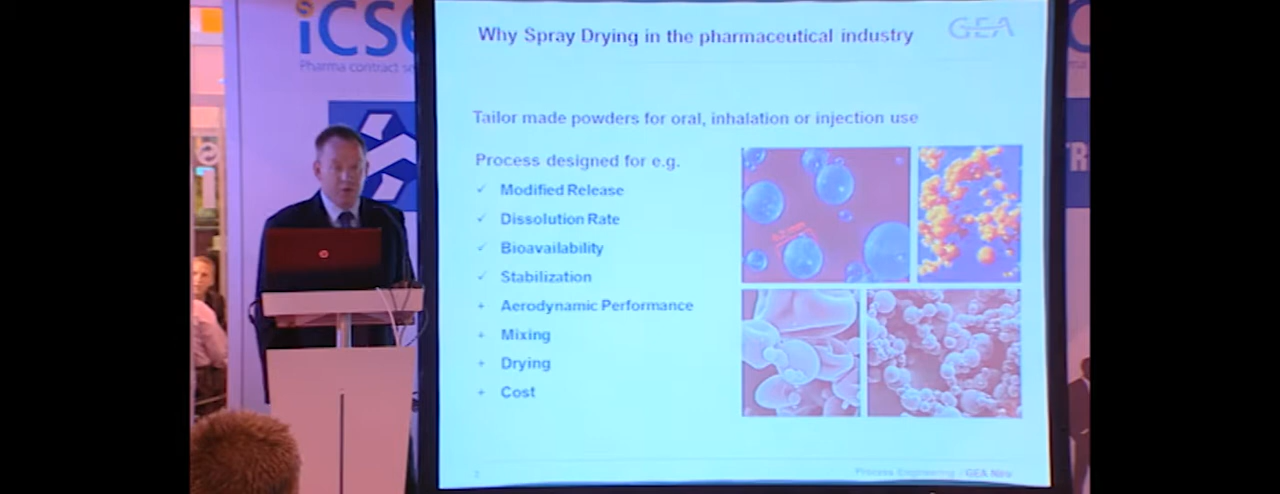 iCS
Pharma contract se
Why Spray Drying in the pharmaceutical industry
GEA
Tailor made powders for oral, inhalation or injection use
Process designed for e.g.
✓ Modified Release
✓ Dissolution Rate
✓ Bioavailability
✓ Stabilization
+ Aerodynamic Performance
+ Mixing
+ Drying
+ Cost
Process Engineering - GEA Niro